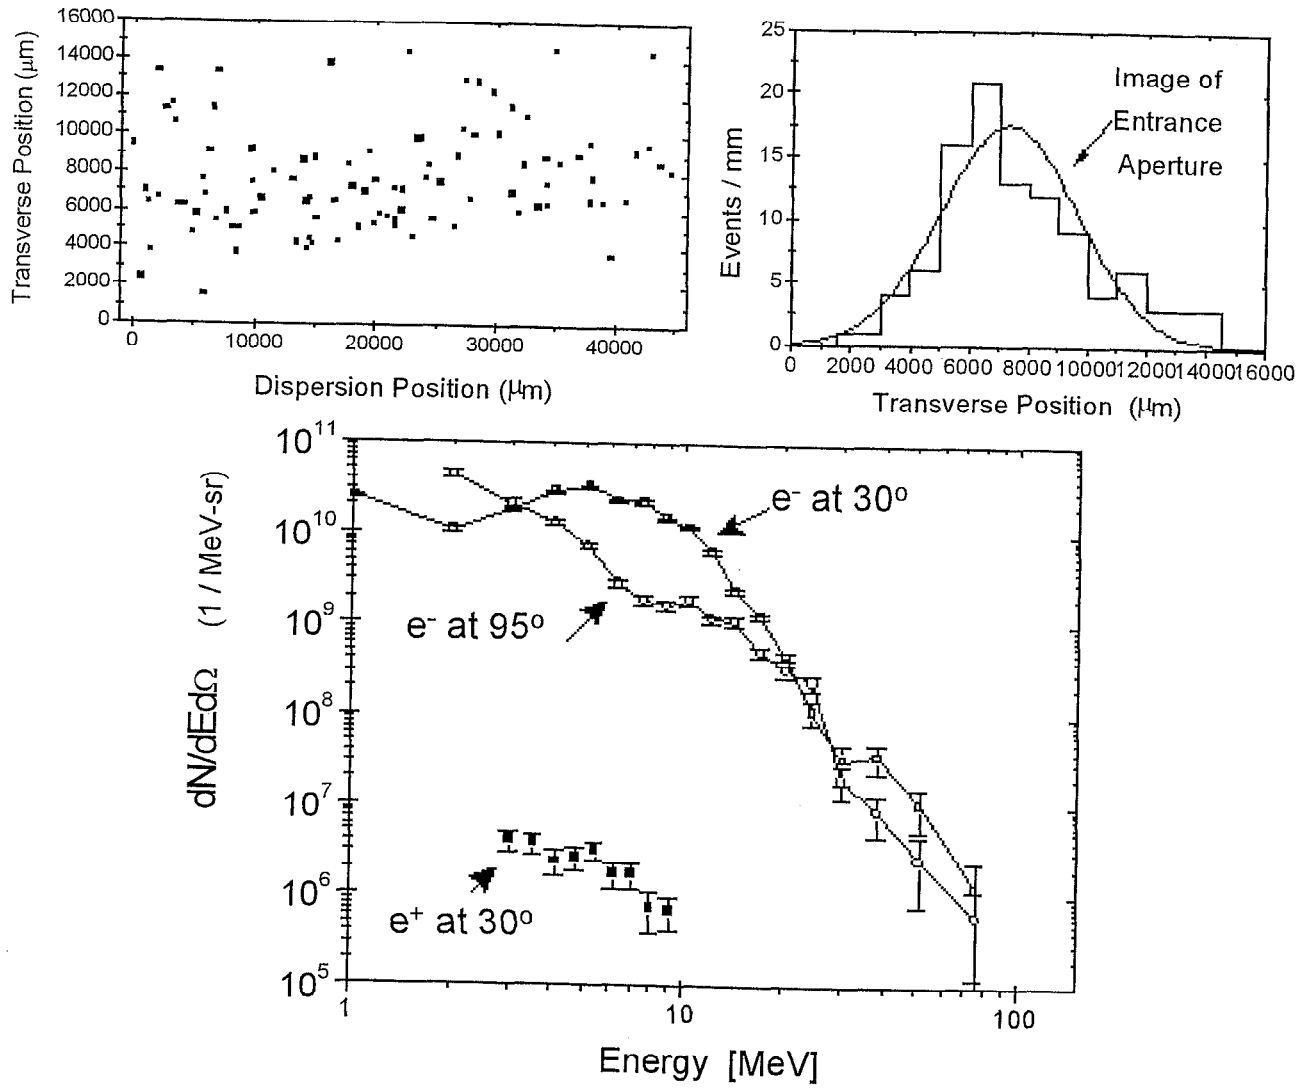 16000
14000
12000
10000
8000
6000
4000
2000
0
Transverse Position (μm)
0 10000 20000 30000 40000
Dispersion Position (μm)
25
20
15
10
5
0
Events / mm
Image of
Entrance
Aperture
0 2000 4000 6000 8000 10000 12000 14000 16000
Transverse Position (μm)
10¹¹
10¹⁰
10⁹
10⁸
10⁷
10⁶
10⁵
dN/dEdΩ (1 / MeV-sr)
e⁻ at 30º
e⁻ at 95º
e⁺ at 30º
1 10 100
Energy [MeV]